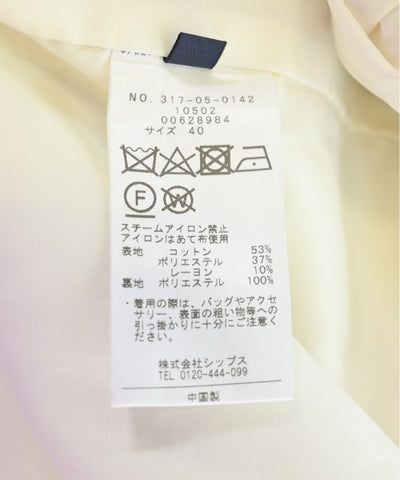 NO. 317-05-0142
10502
00628984
サイズ 40
F
W
スチームアイロン禁止
アイロンはあて布使用
表地 コットン 53%
ポリエステル 37%
レーヨン 10%
裏地 ポリエステル 100%
・着用の際は、バッグやアクセ
サリー、表面の粗い物等への
引っ掛かりに十分にご注意く
ださい。
株式会社シップス
TEL 0120-444-099
中国製